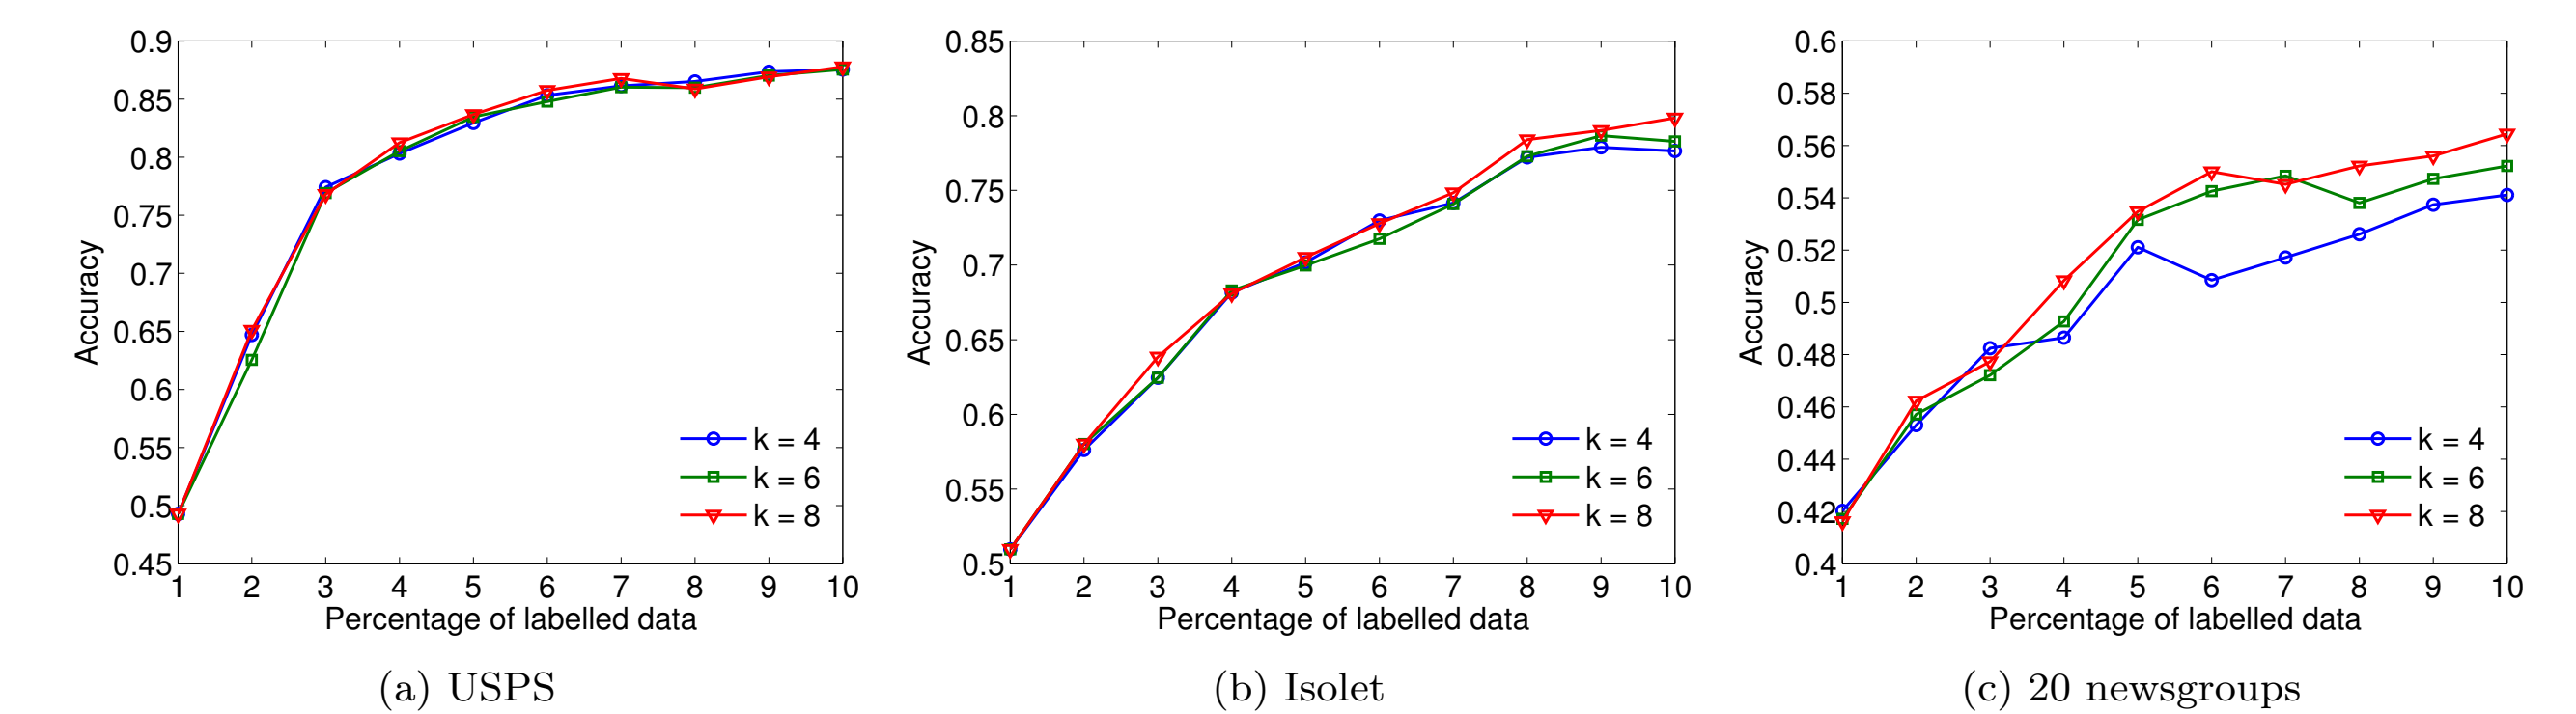 0.9
0.85
0.8
0.75
0.7
0.65
0.6
0.55
0.5
0.45
Accuracy
1 2 3 4 5 6 7 8 9 10
Percentage of labelled data
k = 4
k = 6
k = 8
(a) USPS
0.85
0.8
0.75
0.7
0.65
0.6
0.55
0.5
Accuracy
1 2 3 4 5 6 7 8 9 10
Percentage of labelled data
k = 4
k = 6
k = 8
(b) Isolet
0.6
0.58
0.56
0.54
0.52
0.5
0.48
0.46
0.44
0.42
0.4
Accuracy
1 2 3 4 5 6 7 8 9 10
Percentage of labelled data
k = 4
k = 6
k = 8
(c) 20 newsgroups